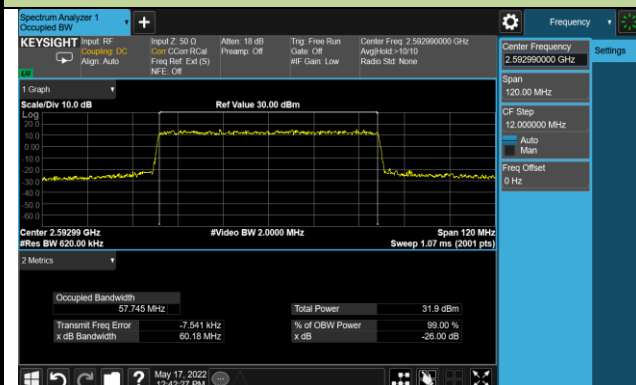 Spectrum Analyzer 1
Occupied BW
Frequency
KEYSIGHT
Input: RF
Coupling: DC
Align: Auto
Input Z: 50 Ω
Corr CCorr RCal
Freq Ref: Ext (S)
NFE: Off
Atten: 18 dB
Preamp: Off
Trig: Free Run
Gate: Off
#IF Gain: Low
Center Freq: 2.592990000 GHz
Avg|Hold:>10/10
Radio Std: None
Center Frequency
2.592990000 GHz
Settings
Span
120.00 MHz
CF Step
12.000000 MHz
Auto
Man
Freq Offset
0 Hz
1 Graph
Scale/Div 10.0 dB
Ref Value 30.00 dBm
Log
20.0
10.0
0.00
-10.0
-20.0
-30.0
-40.0
-50.0
-60.0
Center 2.59299 GHz
#Video BW 2.0000 MHz
Span 120 MHz
#Res BW 620.00 kHz
Sweep 1.07 ms (2001 pts)
2 Metrics
Occupied Bandwidth
57.745 MHz
Total Power
31.9 dBm
Transmit Freq Error
-7.541 kHz
% of OBW Power
99.00 %
x dB Bandwidth
60.18 MHz
x dB
-26.00 dB
May 17, 2022
12:42:27 PM